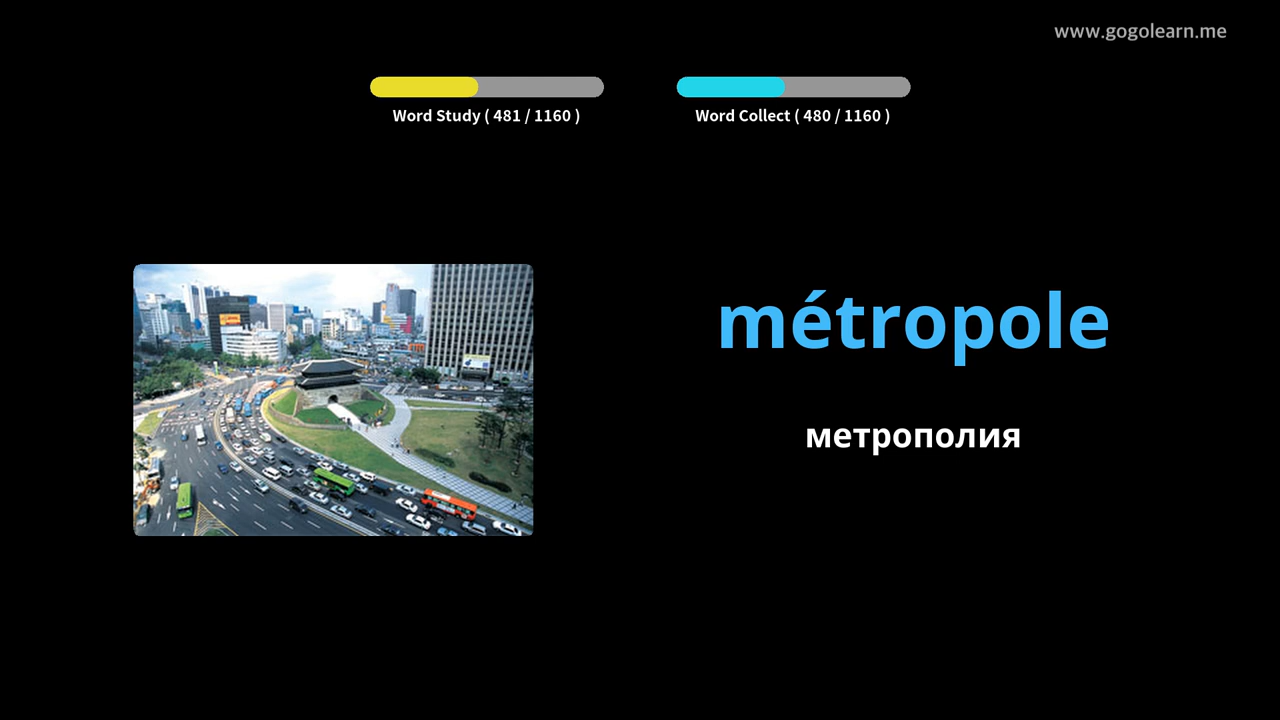 www.gogolearn.me
Word Study ( 481 / 1160 )
Word Collect ( 480 / 1160 )
métropole
метрополия